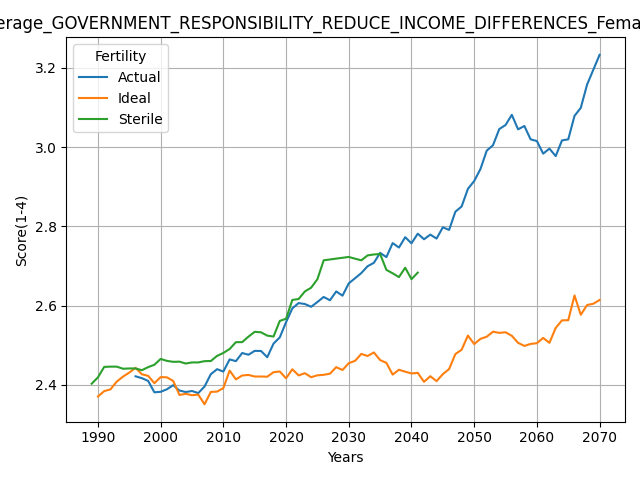 erage_GOVERNMENT_RESPONSIBILITY_REDUCE_INCOME_DIFFERENCES_Fema
Fertility
Actual
Ideal
Sterile
Score(1-4)
3.2
3.0
2.8
2.6
2.4
1990 2000 2010 2020 2030 2040 2050 2060 2070
Years